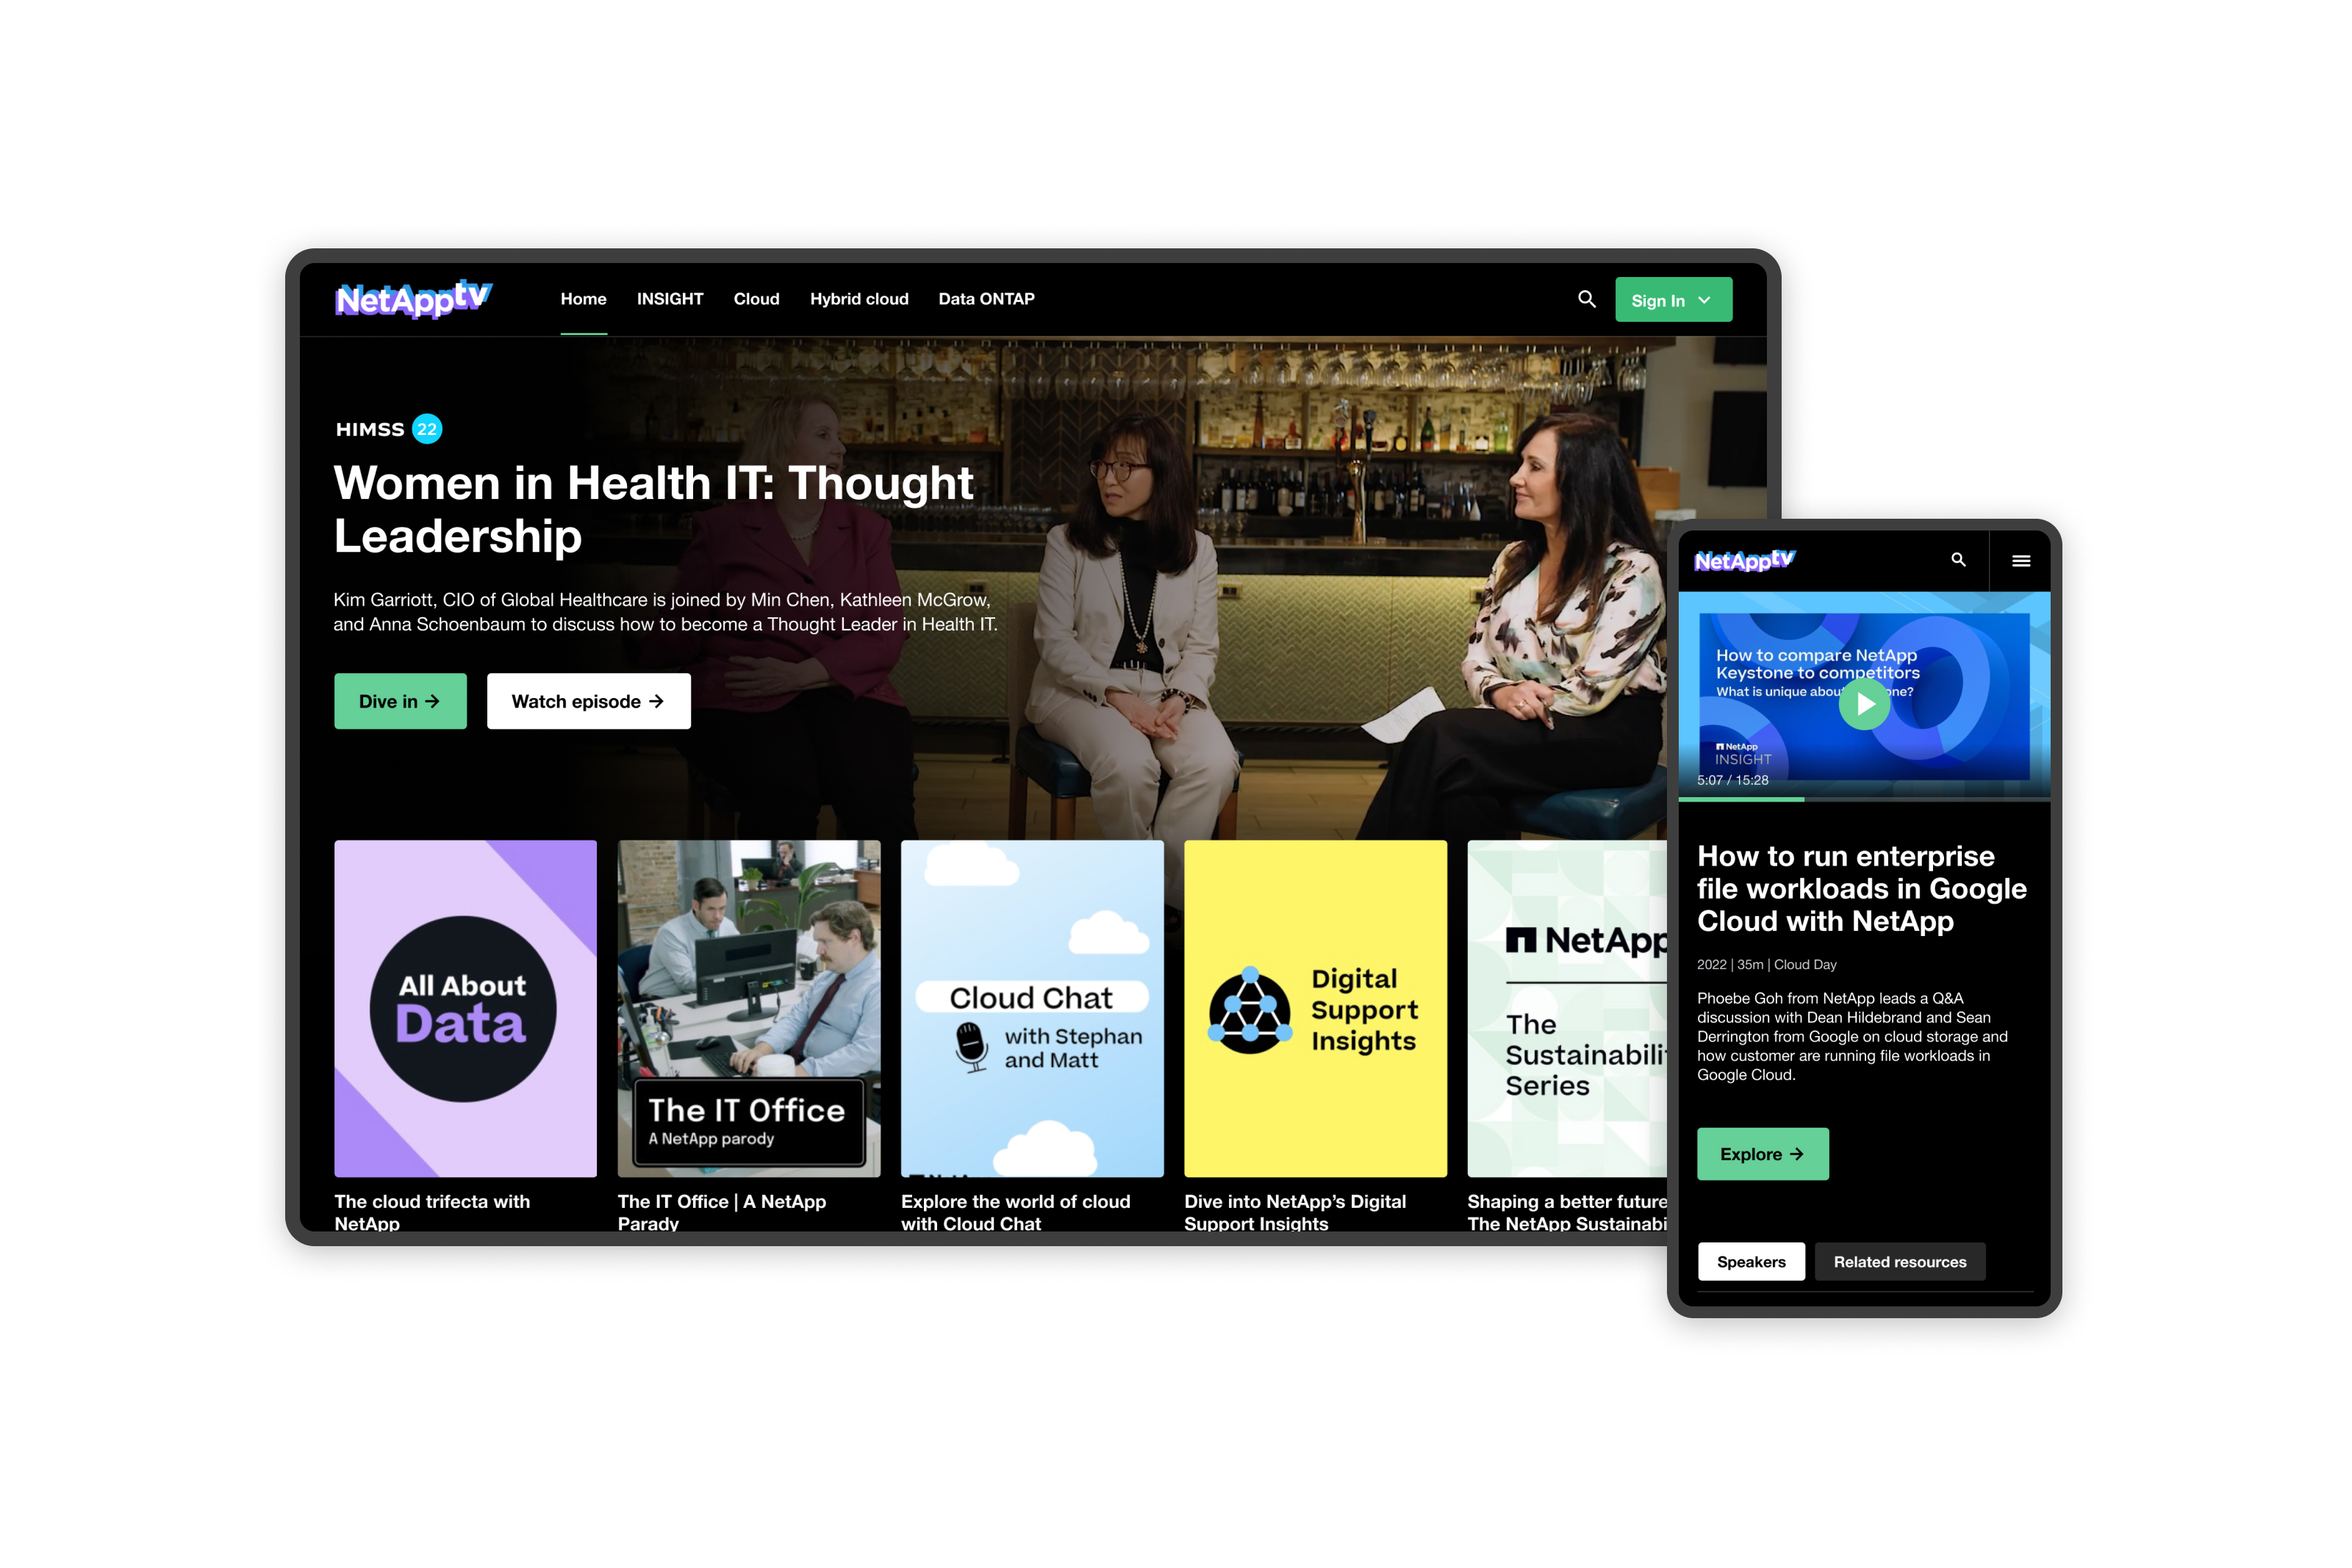 NetApptv
Home
INSIGHT
Cloud
Hybrid cloud
Data ONTAP
Sign In
HIMSS 22
Women in Health IT: Thought
Leadership
Kim Garriott, CIO of Global Healthcare is joined by Min Chen, Kathleen McGrow,
and Anna Schoenbaum to discuss how to become a Thought Leader in Health IT.
Dive in →
Watch episode →
All About
Data
The cloud trifecta with
NetApp
The IT Office
A NetApp parody
The IT Office | A NetApp
Parady
Cloud Chat
with Stephan
and Matt
Explore the world of cloud
with Cloud Chat
Digital
Support
Insights
Dive into NetApp's Digital
Support Insights
NetApp
The
Sustainabili
Series
Shaping a better future
The NetApp Sustainabi
NetApptv
How to compare NetApp
Keystone to competitors
What is unique about one?
NetApp
INSIGHT
5:07 / 15:28
How to run enterprise
file workloads in Google
Cloud with NetApp
2022 | 35m | Cloud Day
Phoebe Goh from NetApp leads a Q&A
discussion with Dean Hildebrand and Sean
Derrington from Google on cloud storage and
how customer are running file workloads in
Google Cloud.
Explore →
Speakers
Related resources